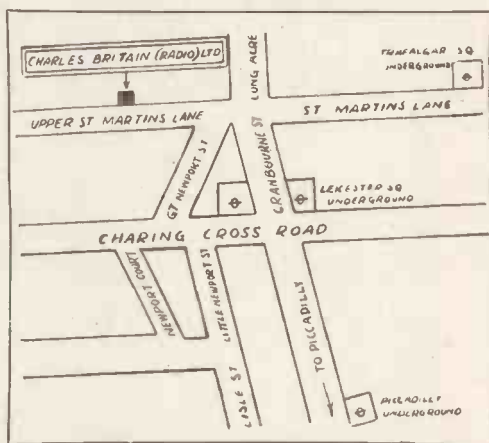 CHARLES BRITAIN (RADIO) LTD
TRAFALGAR SQ
UNDERGROUND
LONG ACRE
UPPER ST MARTINS LANE
ST MARTINS LANE
GT NEWPORT ST
CRANBOURNE ST
LEICESTER SQ
UNDERGROUND
CHARING CROSS ROAD
NEWPORT COURT
LITTLE NEWPORT ST
TO PICCADILLY
LISLE ST
PICCADILLY
UNDERGROUND